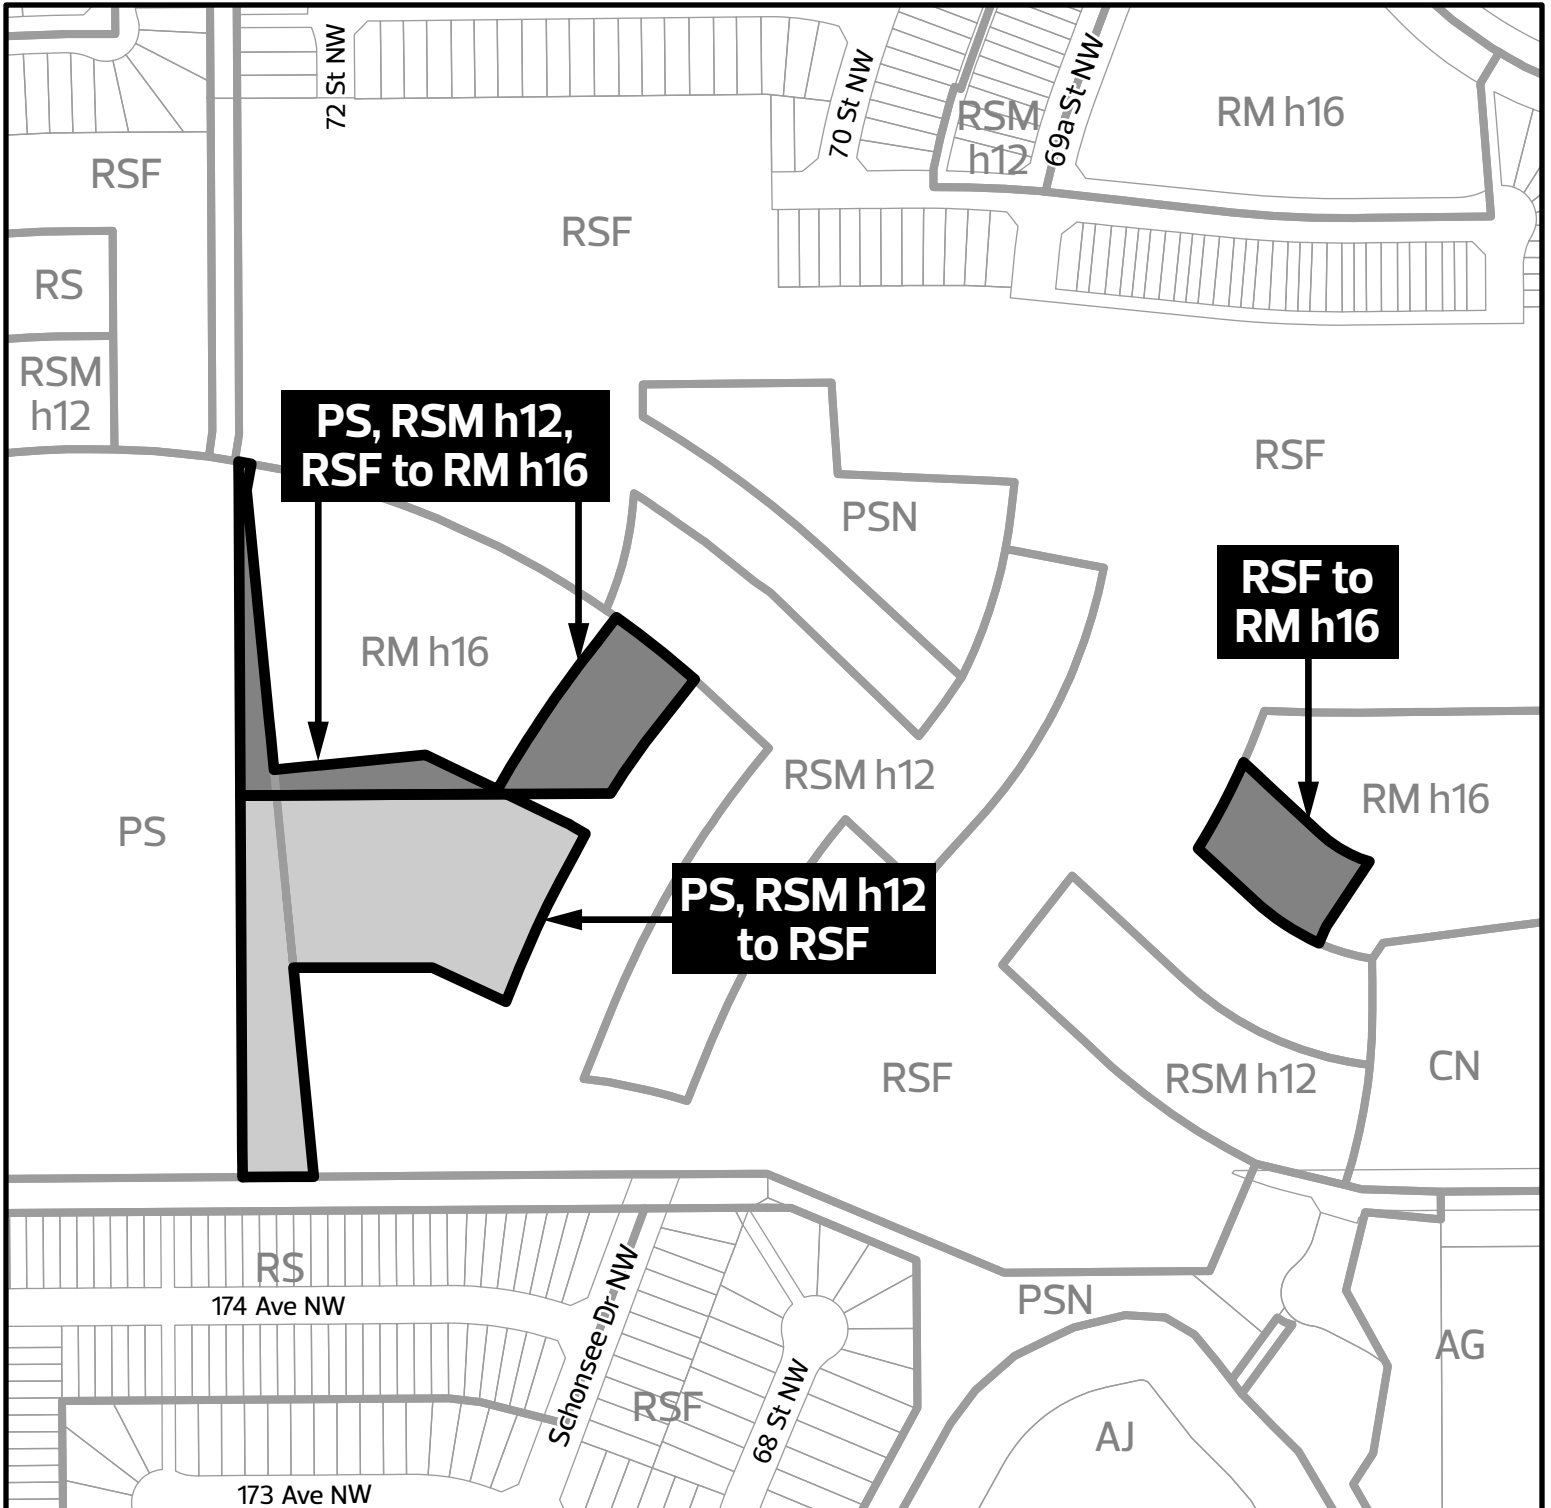 72 St NW
70 St NW
69a St NW
RSM
h12
RM h16
RSF
RSF
RS
RSM
h12
PS, RSM h12,
RSF to RM h16
RSF
PSN
RSF to
RM h16
RM h16
RSM h12
RM h16
PS
PS, RSM h12
to RSF
RSF
RSM h12
CN
RS
174 Ave NW
Schonsee Dr NW
PSN
AG
RSF
68 St NW
AJ
173 Ave NW